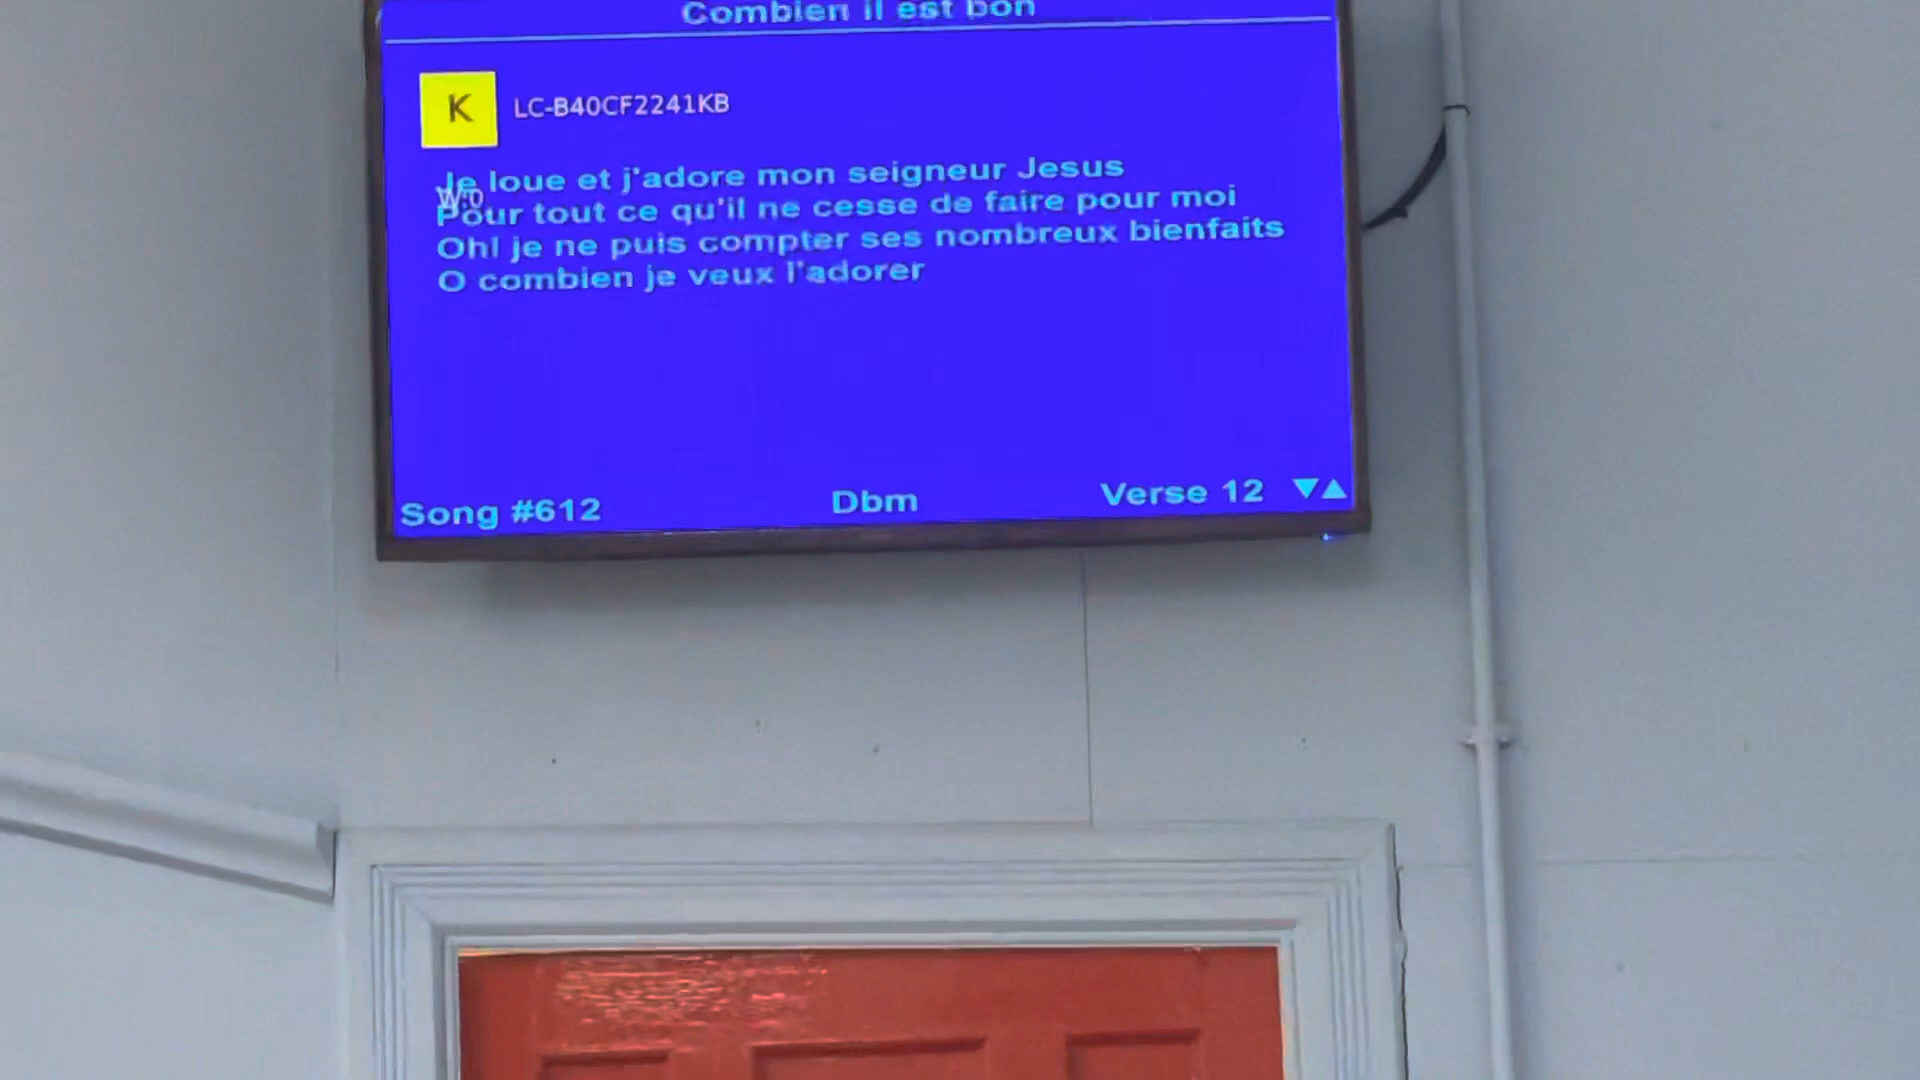 Combien il est bon
K LC-B40CF2241KB
Je loue et j'adore mon seigneur Jesus
W:0
Pour tout ce qu'il ne cesse de faire pour moi
Oh! je ne puis compter ses nombreux bienfaits
O combien je veux l'adorer
Song #612 Dbm Verse 12 ▼▲